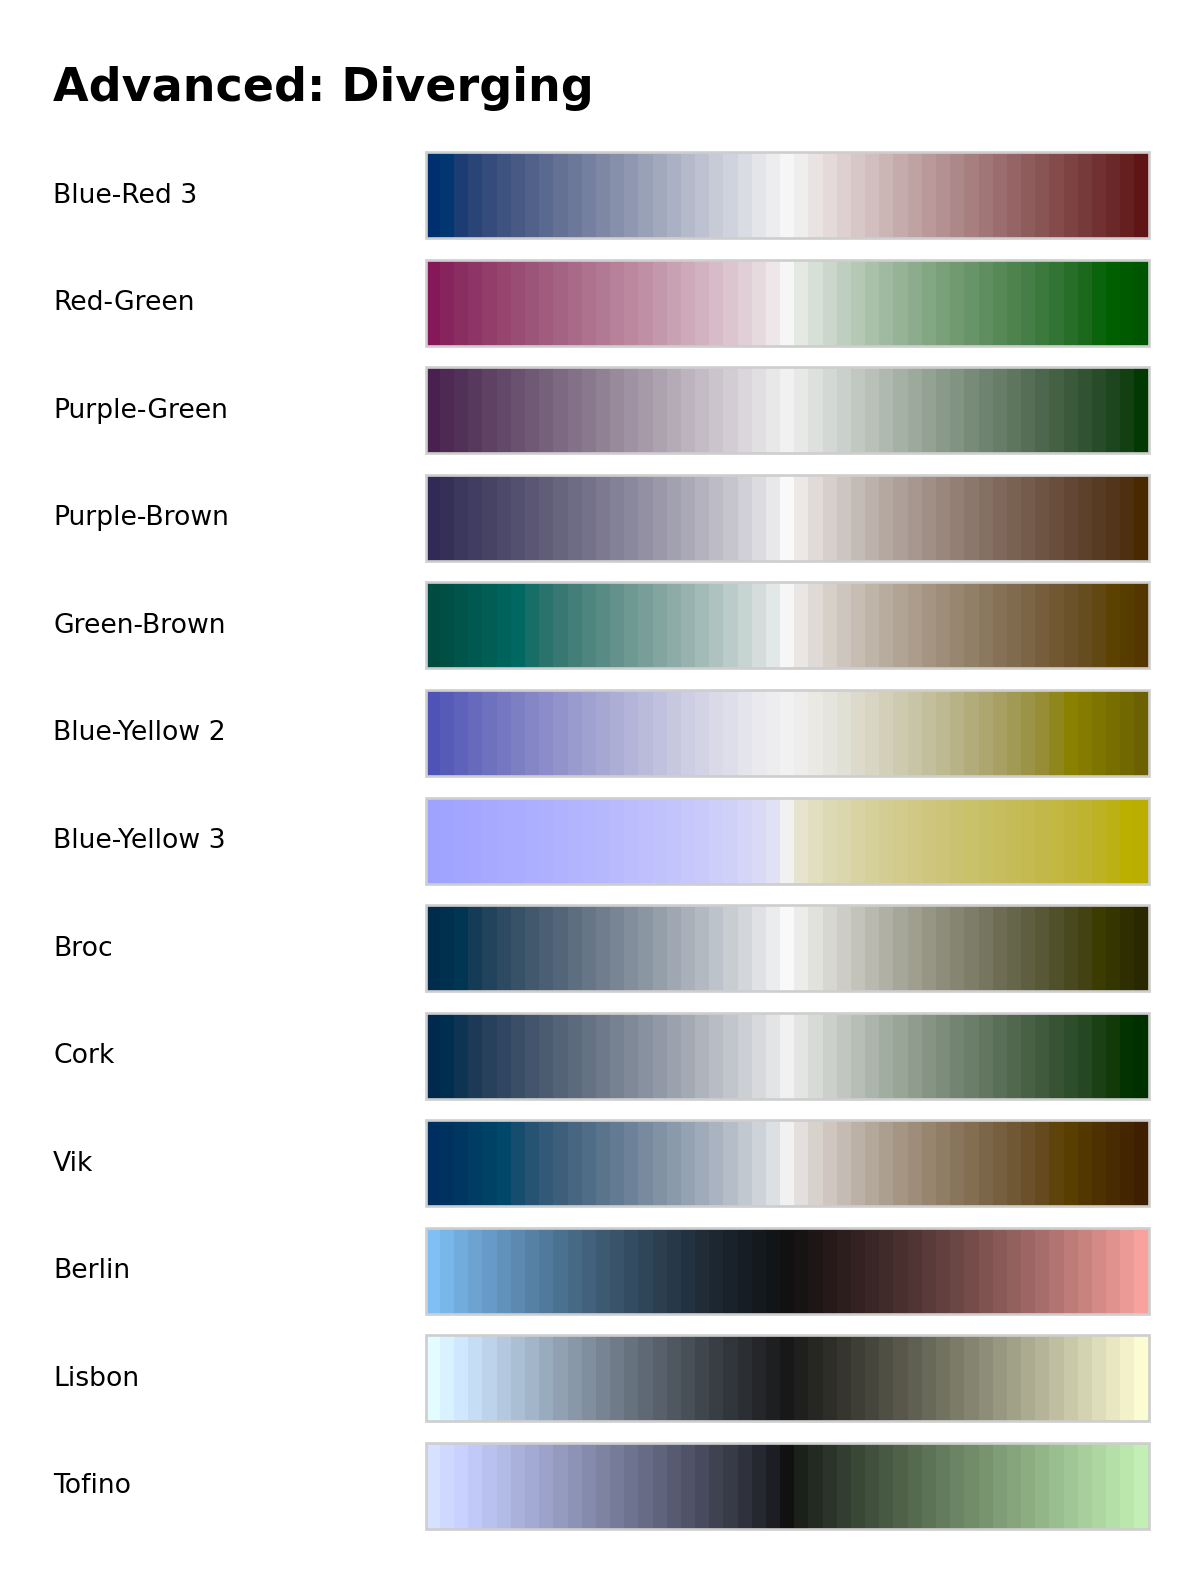 Advanced: Diverging
Blue-Red 3
Red-Green
Purple-Green
Purple-Brown
Green-Brown
Blue-Yellow 2
Blue-Yellow 3
Broc
Cork
Vik
Berlin
Lisbon
Tofino